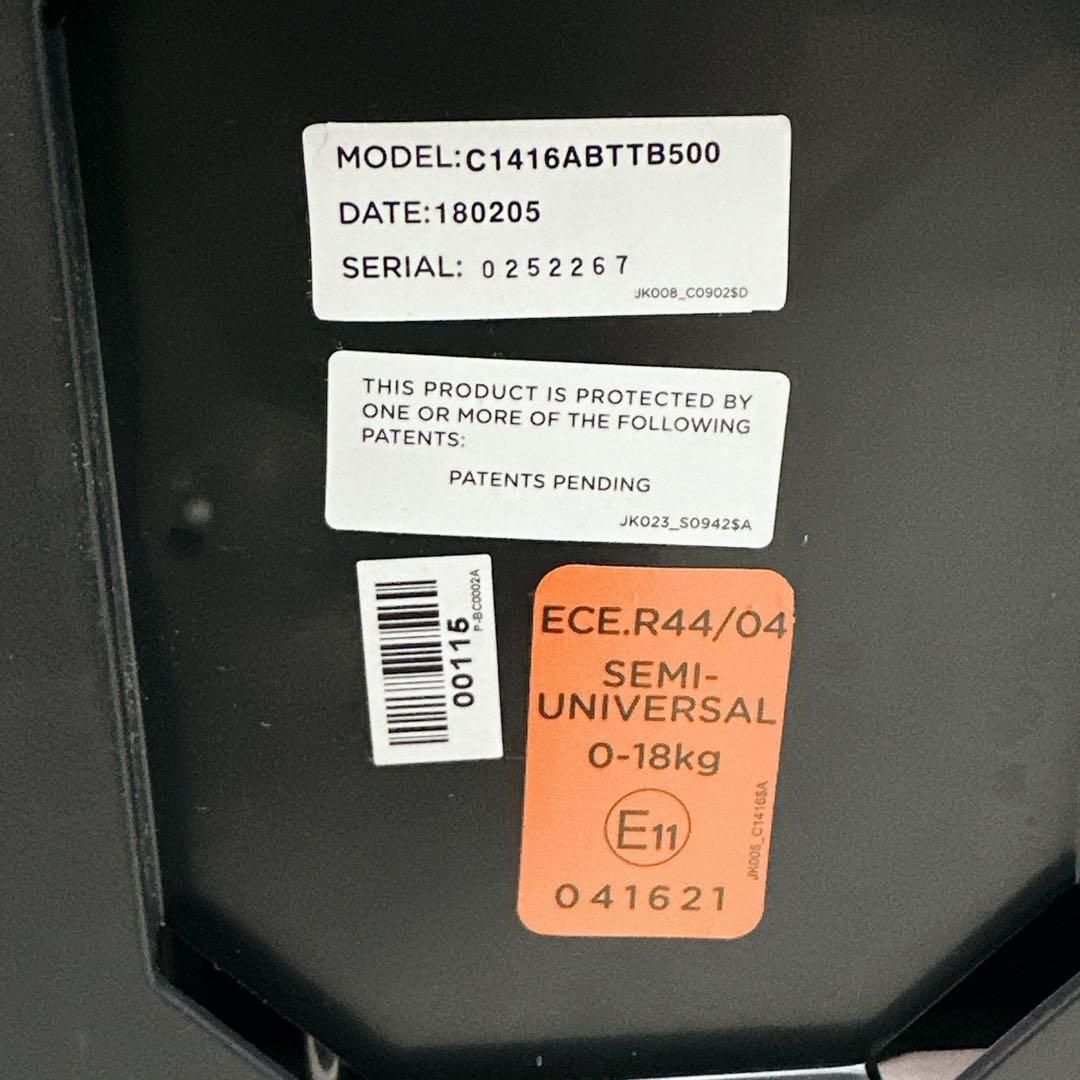 MODEL:C1416ABTTB500
DATE:180205
SERIAL: 0252267
JK008_C0902$D
THIS PRODUCT IS PROTECTED BY
ONE OR MORE OF THE FOLLOWING
PATENTS:
PATENTS PENDING
JK023_S0942$A
00115
P-BC0002A
ECE.R44/04
SEMI-
UNIVERSAL
0-18kg
E11
041621
JK005_C1416$A